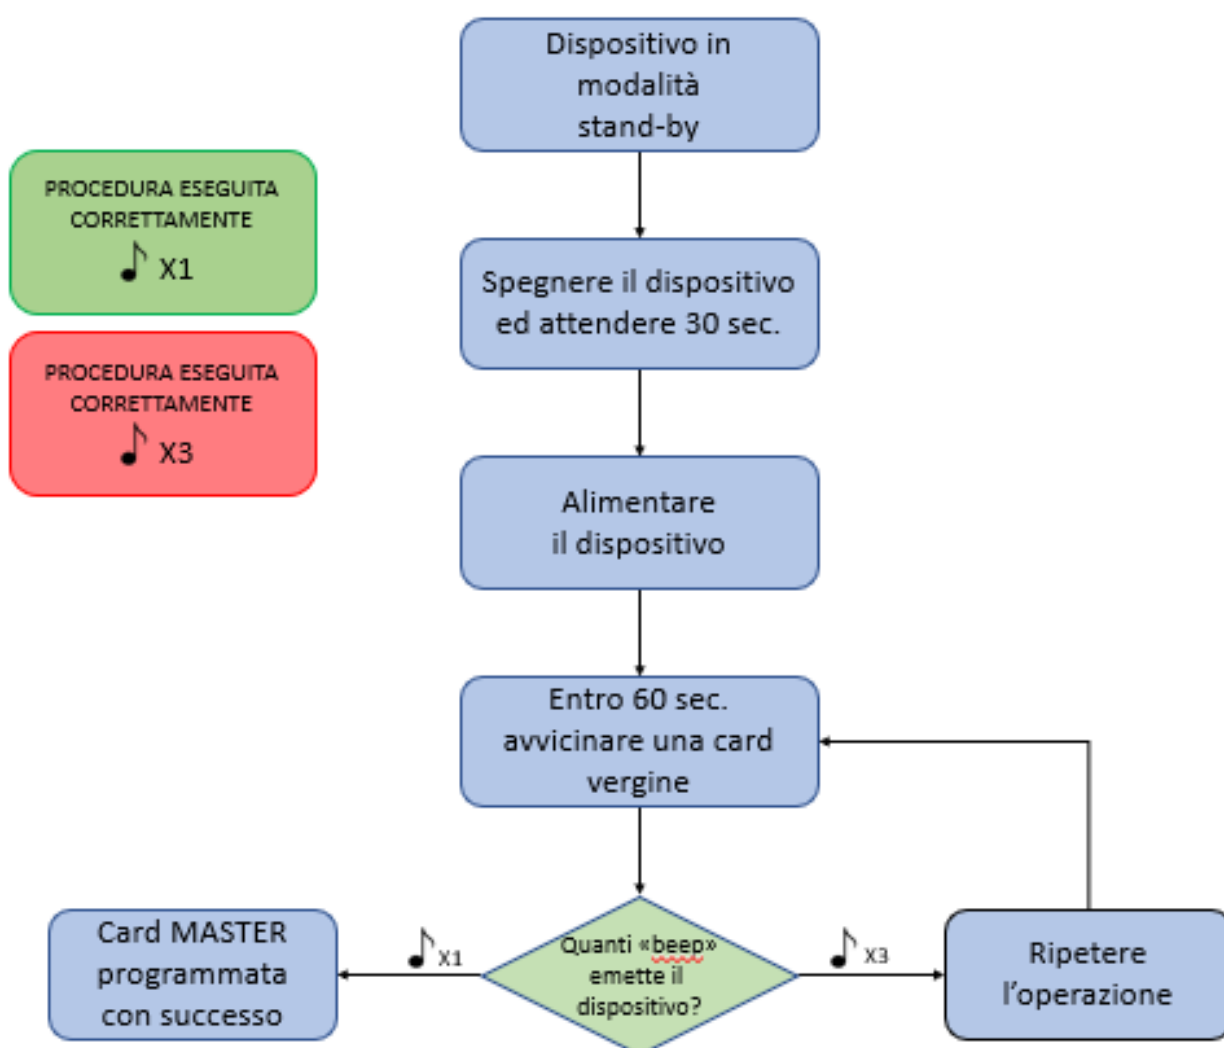 Dispositivo in
modalità
stand-by
PROCEDURA ESEGUITA
CORRETTAMENTE
X1
Spegnere il dispositivo
ed attendere 30 sec.
PROCEDURA ESEGUITA
CORRETTAMENTE
X3
Alimentare
il dispositivo
Entro 60 sec.
avvicinare una card
vergine
Quanti «beep»
emette il
dispositivo?
X1
Card MASTER
programmata
con successo
X3
Ripetere
l’operazione